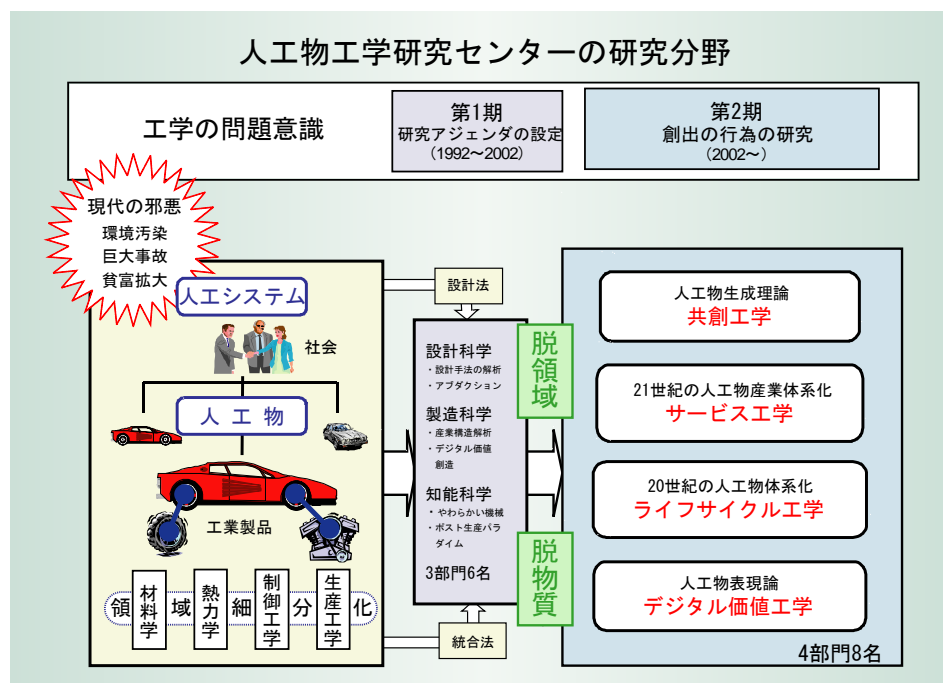 人工物工学研究センターの研究分野
工学の問題意識
第1期
研究アジェンダの設定
(1992〜2002)
第2期
創出の行為の研究
(2002〜)
現代の邪悪
環境汚染
巨大事故
貧富拡大
人工システム
社会
人 工 物
工業製品
領 域 細 分 化
材料学
熱力学
制御工学
生産工学
設計法
設計科学
・設計手法の解析
・アブダクション
製造科学
・産業構造解析
・デジタル価値
創造
知能科学
・やわらかい機械
・ポスト生産パラ
ダイム
3部門6名
統合法
脱領域
脱物質
人工物生成理論
共創工学
21世紀の人工物産業体系化
サービス工学
20世紀の人工物体系化
ライフサイクル工学
人工物表現論
デジタル価値工学
4部門8名